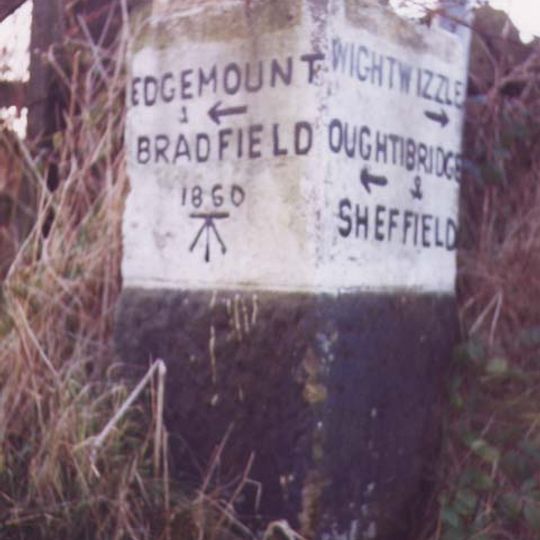 EDGEMOUNT
& ←
BRADFIELD
1860
WIGHTWIZZLE
→
OUGHTIBRIDGE
← &
SHEFFIELD